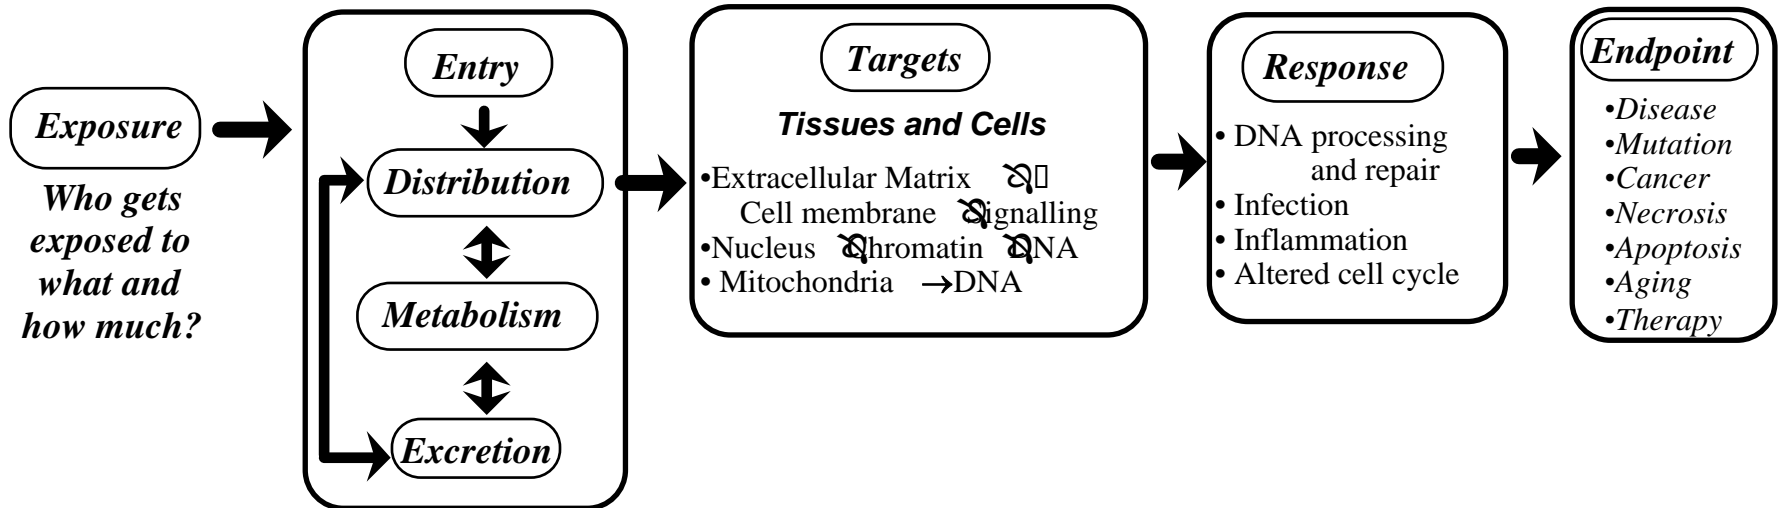 Exposure
Who gets
exposed to
what and
how much?
Entry
Distribution
Metabolism
Excretion
Targets
Tissues and Cells
•Extracellular Matrix
Cell membrane ignalling
•Nucleus hromatin NA
• Mitochondria →DNA
Response
• DNA processing
and repair
• Infection
• Inflammation
• Altered cell cycle
Endpoint
•Disease
•Mutation
•Cancer
•Necrosis
•Apoptosis
•Aging
•Therapy